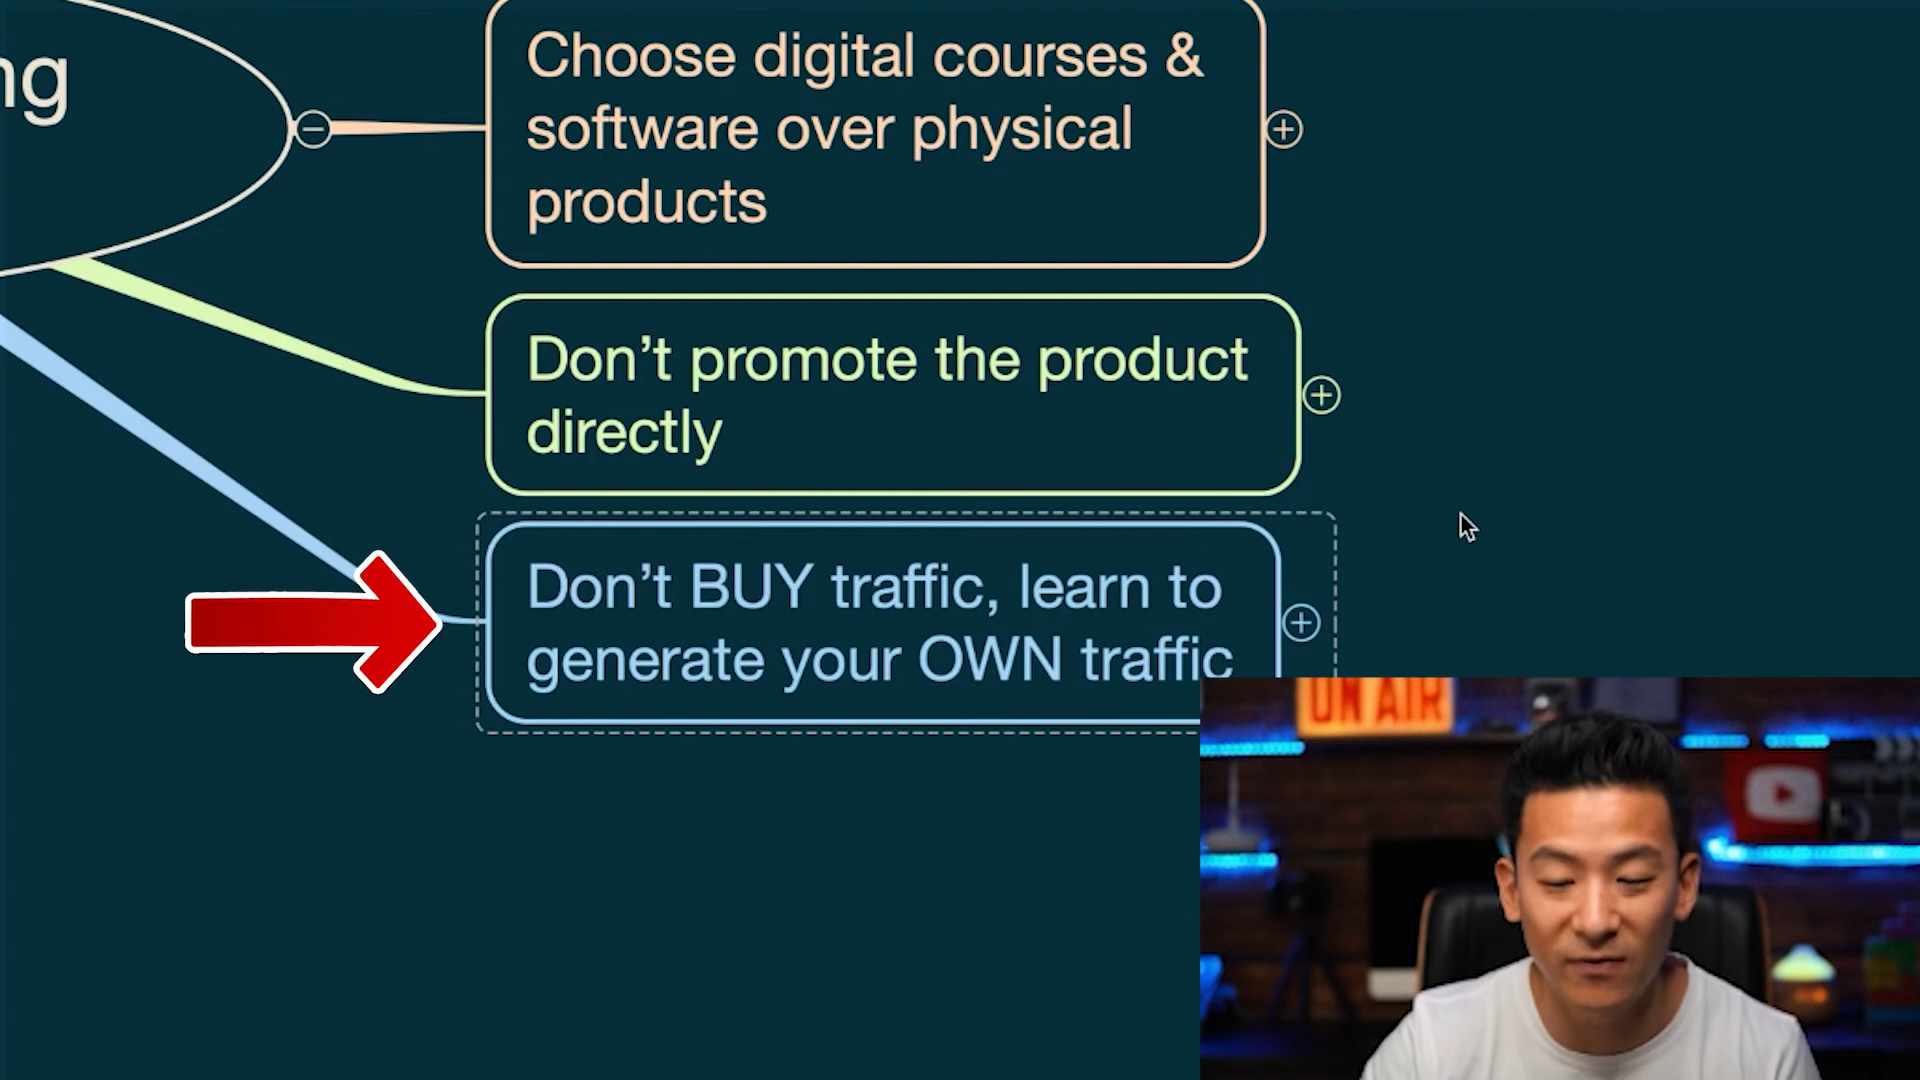 ng
Choose digital courses &
software over physical
products
Don’t promote the product
directly
Don’t BUY traffic, learn to
generate your OWN traffic
ON AIR